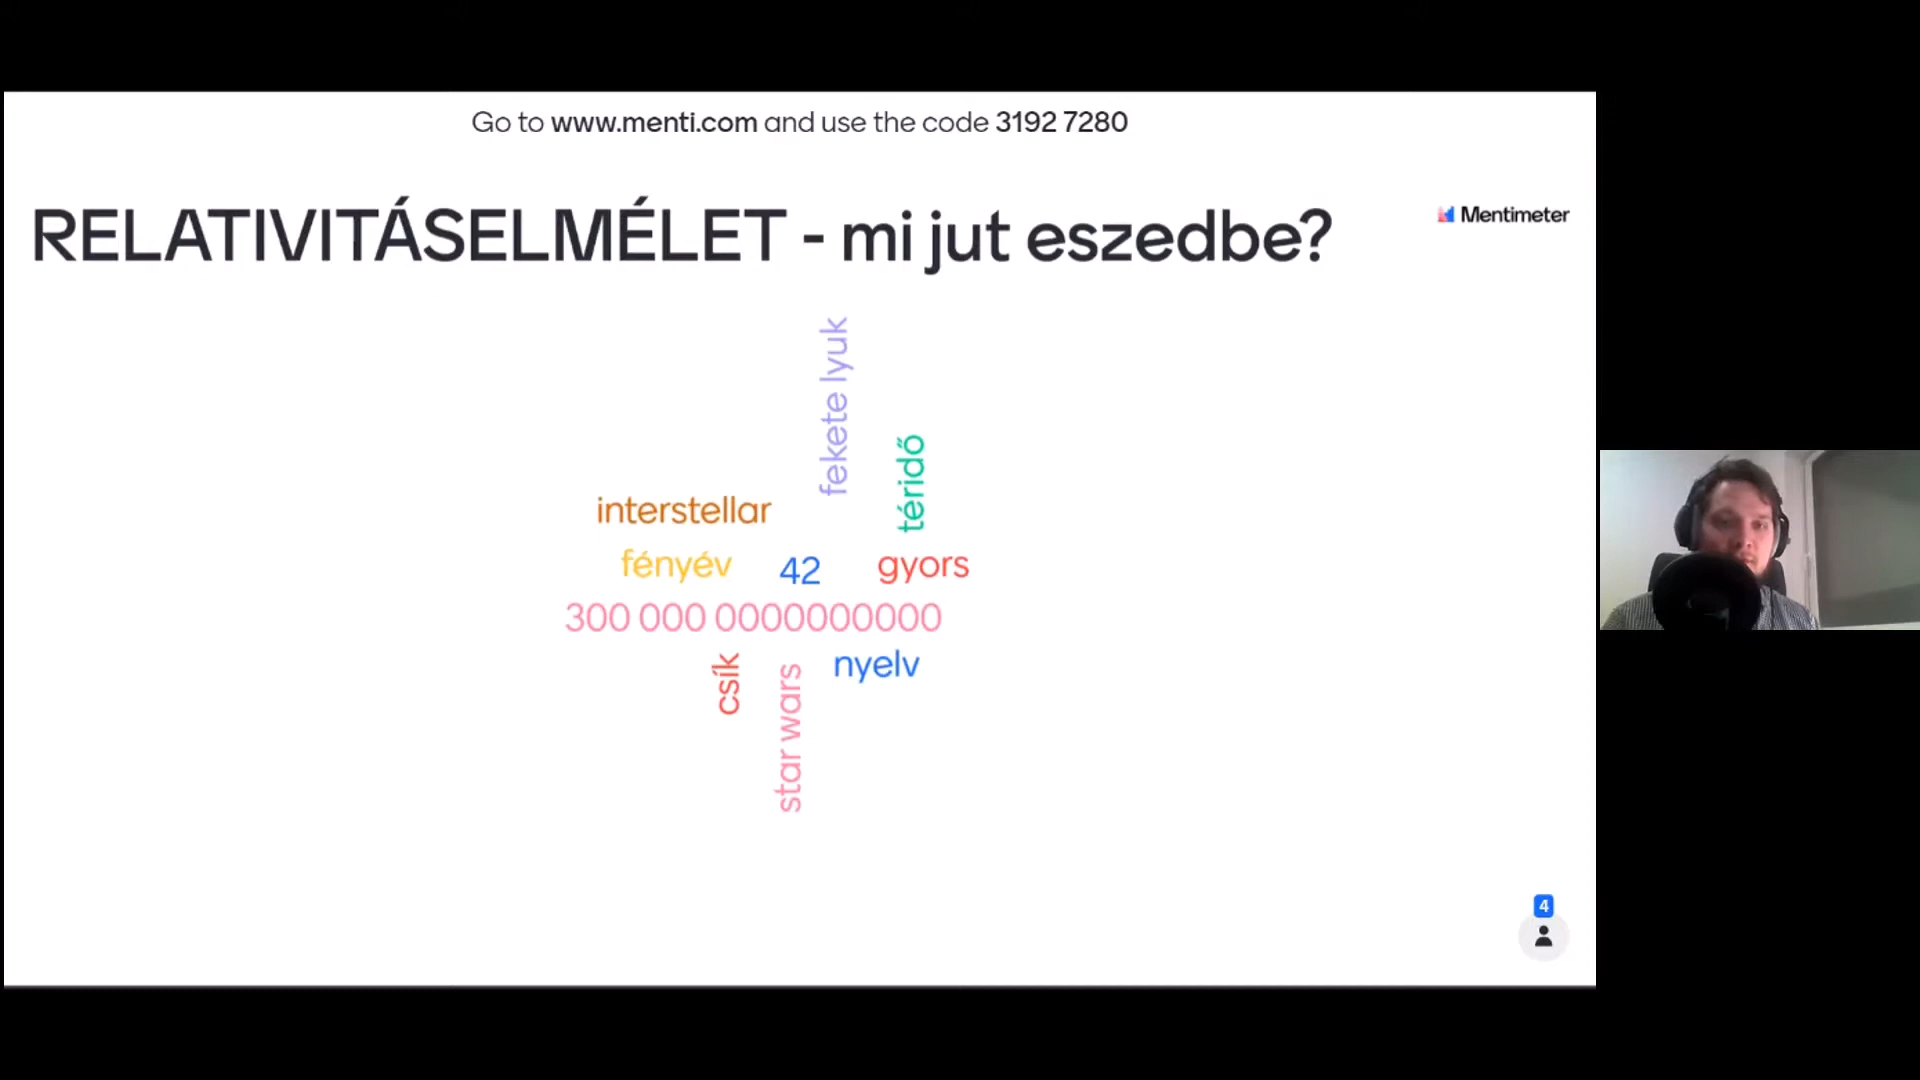 Go to www.menti.com and use the code 3192 7280
RELATIVITÁSELMÉLET - mi jut eszedbe?
Mentimeter
fekete lyuk
téridő
interstellar
fényév
42
gyors
300 000 0000000000
csík
star wars
nyelv
4